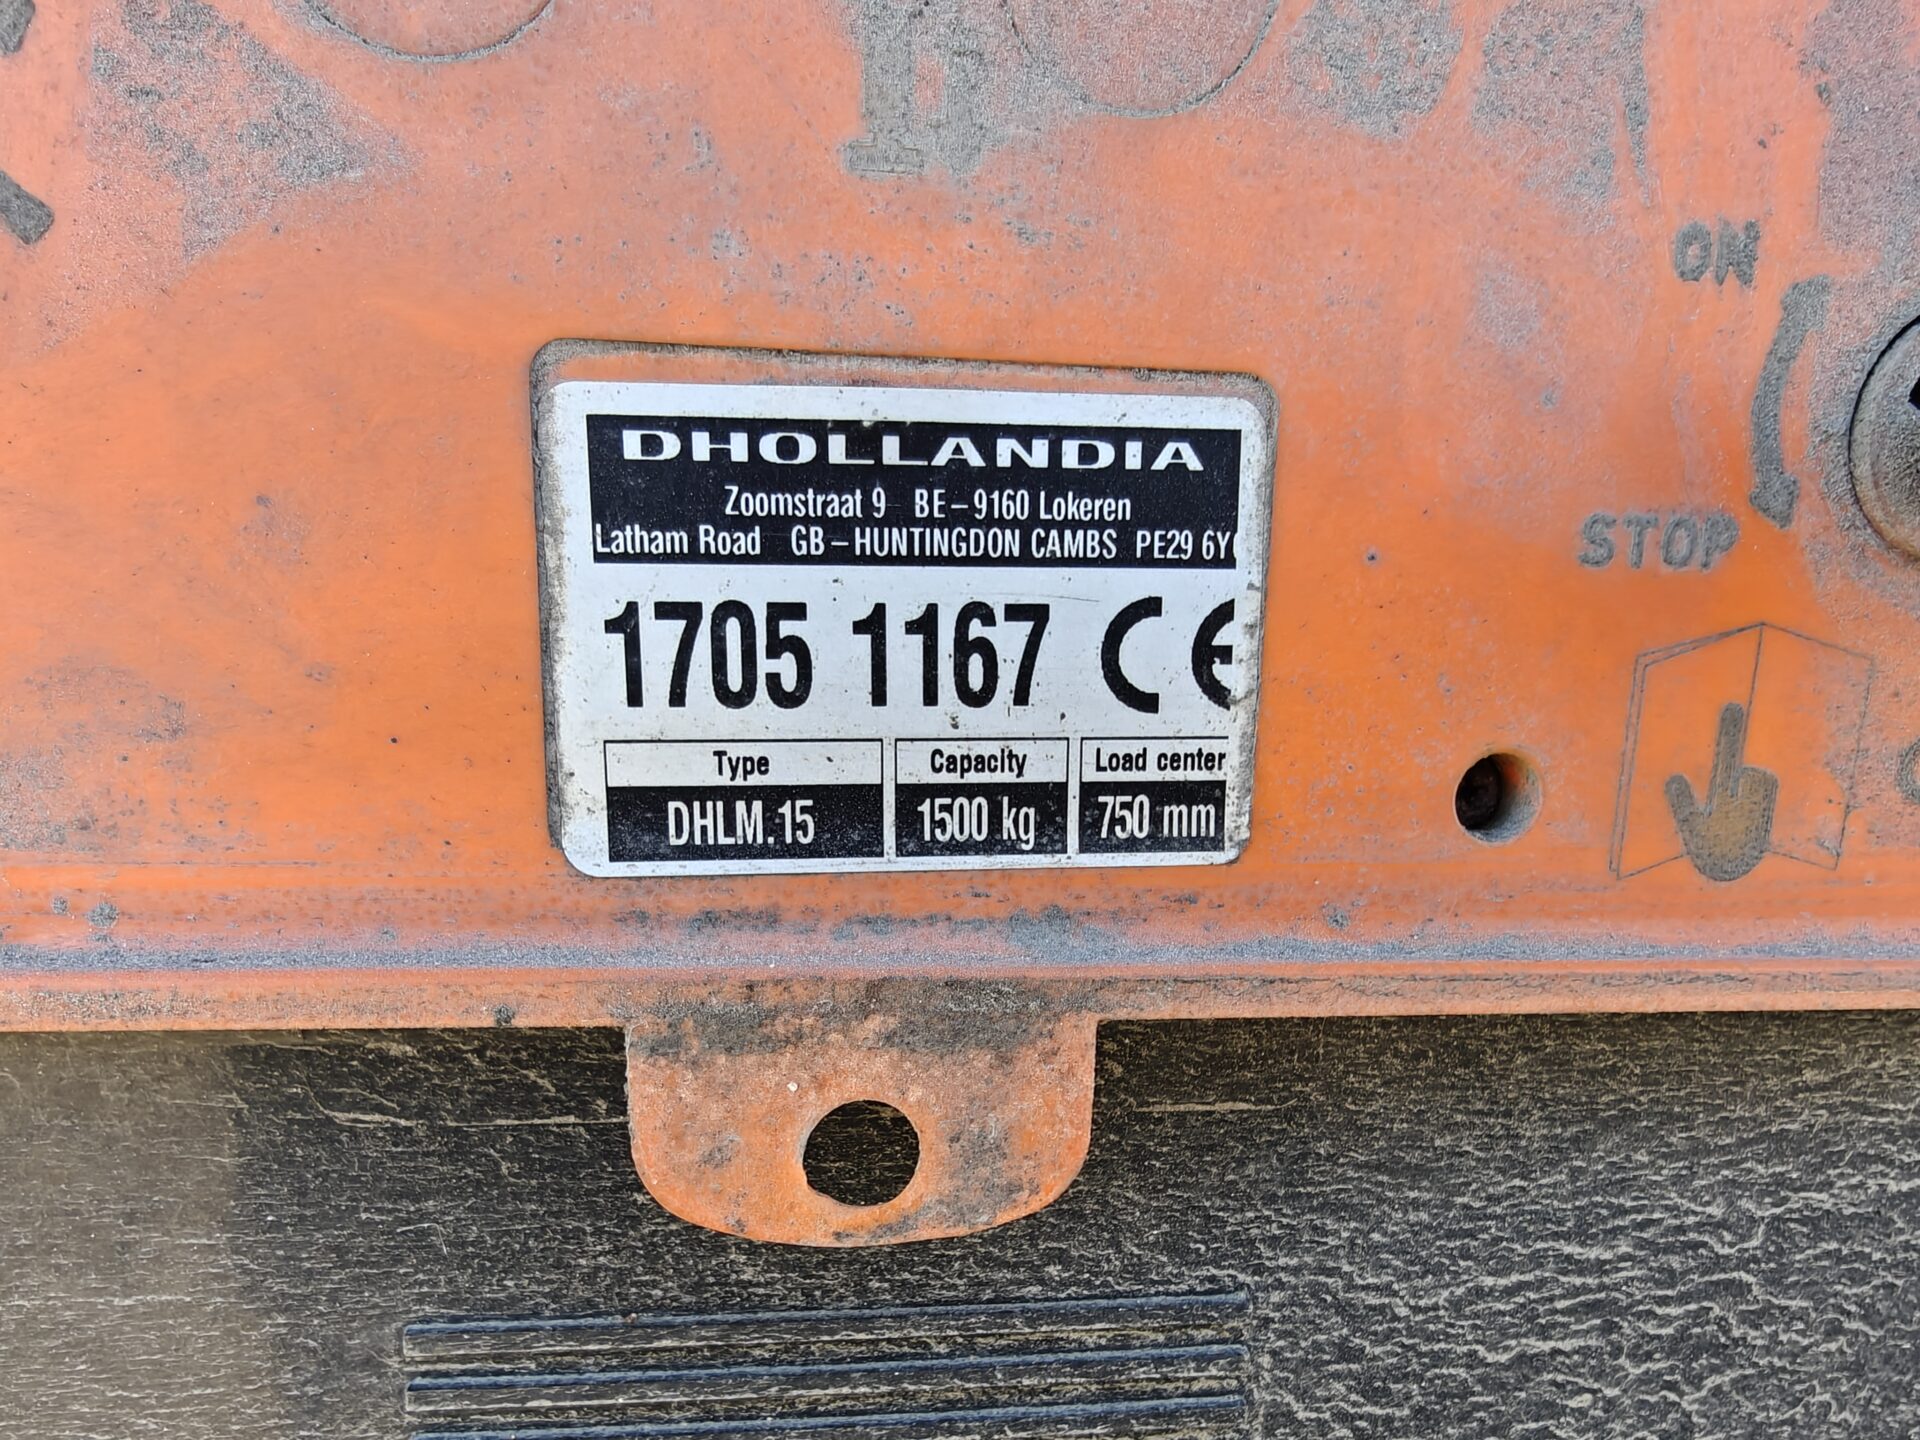 ON
STOP
DHOLLANDIA
Zoomstraat 9 BE-9160 Lokeren
Latham Road GB-HUNTINGDON CAMBS PE29 6Y
1705 1167 CE
Type Capacity Load center
DHLM.15 1500 kg 750 mm